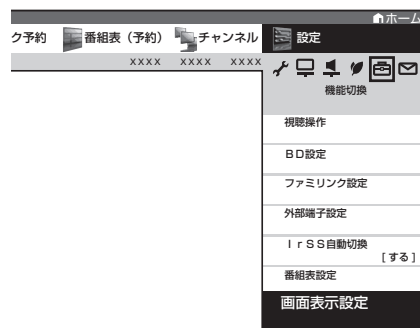 ホーム
ク予約 番組表（予約） チャンネル 設定
xxxx xxxx xxxx
機能切換
視聴操作
ＢＤ設定
ファミリンク設定
外部端子設定
ＩｒＳＳ自動切換
[する]
番組表設定
画面表示設定